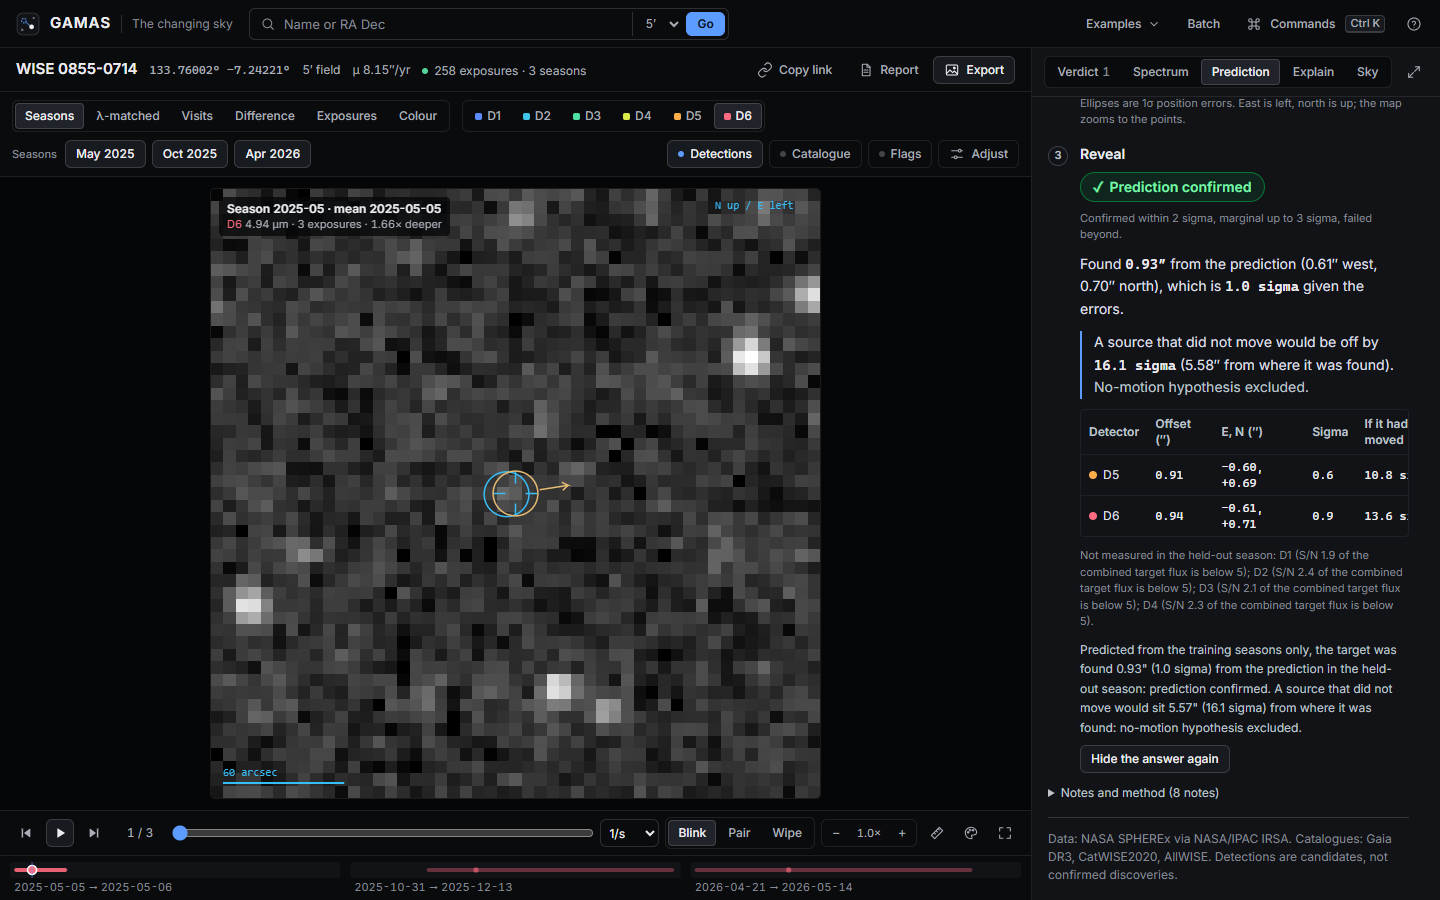 GAMAS
The changing sky
Name or RA Dec
5′
Go
Examples
Batch
Commands
Ctrl K
WISE 0855-0714
133.76002° −7.24221°
5′ field
μ 8.15″/yr
258 exposures · 3 seasons
Copy link
Report
Export
Seasons
λ-matched
Visits
Difference
Exposures
Colour
D1
D2
D3
D4
D5
D6
Seasons
May 2025
Oct 2025
Apr 2026
Detections
Catalogue
Flags
Adjust
Season 2025-05 · mean 2025-05-05
D6 4.94 μm · 3 exposures · 1.66× deeper
N up / E left
60 arcsec
1 / 3
1/s
Blink
Pair
Wipe
−
1.0×
+
2025-05-05 → 2025-05-06
2025-10-31 → 2025-12-13
2026-04-21 → 2026-05-14
Verdict 1
Spectrum
Prediction
Explain
Sky
Ellipses are 1σ position errors. East is left, north is up; the map
zooms to the points.
3
Reveal
✓ Prediction confirmed
Confirmed within 2 sigma, marginal up to 3 sigma, failed
beyond.
Found 0.93″ from the prediction (0.61″ west,
0.70″ north), which is 1.0 sigma given the
errors.
A source that did not move would be off by
16.1 sigma (5.58″ from where it was found).
No-motion hypothesis excluded.
Detector
Offset
(″)
E, N (″)
Sigma
If it had
moved
D5
0.91
−0.60,
+0.69
0.6
10.8 s
D6
0.94
−0.61,
+0.71
0.9
13.6 s
Not measured in the held-out season: D1 (S/N 1.9 of the
combined target flux is below 5); D2 (S/N 2.4 of the combined
target flux is below 5); D3 (S/N 2.1 of the combined target flux
is below 5); D4 (S/N 2.3 of the combined target flux is below
5).
Predicted from the training seasons only, the target was
found 0.93" (1.0 sigma) from the prediction in the held-
out season: prediction confirmed. A source that did not
move would sit 5.57" (16.1 sigma) from where it was
found: no-motion hypothesis excluded.
Hide the answer again
Notes and method (8 notes)
Data: NASA SPHEREx via NASA/IPAC IRSA. Catalogues: Gaia
DR3, CatWISE2020, AllWISE. Detections are candidates, not
confirmed discoveries.